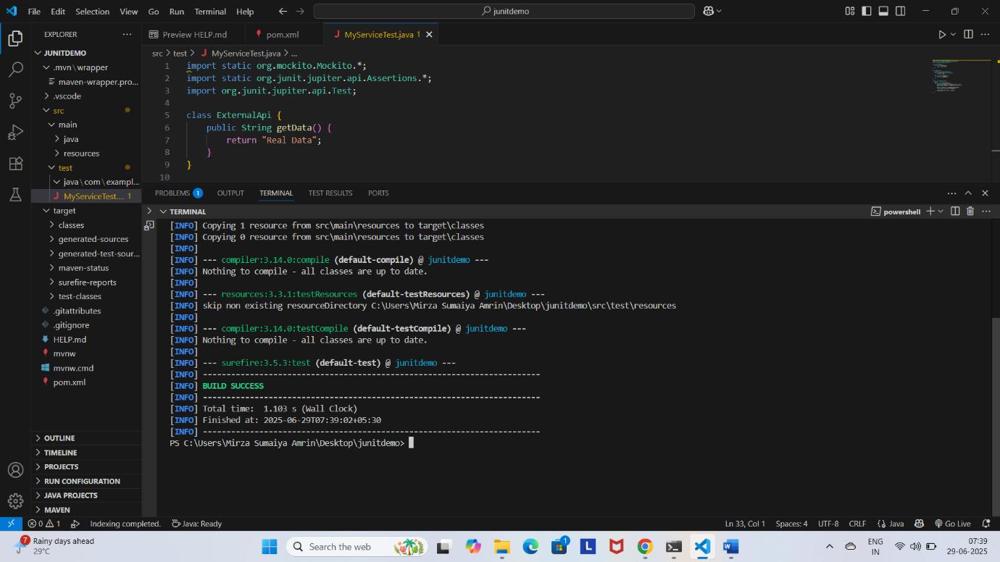 File Edit Selection View Go Run Terminal Help
junitdemo
EXPLORER
JUNITDEMO
.mvn\wrapper
maven-wrapper.pro...
.vscode
src
main
java
resources
test
java\com\exampl...
MyServiceTest.... 1
target
classes
generated-sources
generated-test-sour...
maven-status
surefire-reports
test-classes
.gitattributes
.gitignore
HELP.md
mvnw
mvnw.cmd
pom.xml
OUTLINE
TIMELINE
PROJECTS
RUN CONFIGURATION
JAVA PROJECTS
MAVEN
Preview HELP.md pom.xml MyServiceTest.java 1
src > test > MyServiceTest.java > ...
1 import static org.mockito.Mockito.*;
2 import static org.junit.jupiter.api.Assertions.*;
3 import org.junit.jupiter.api.Test;
4
5 class ExternalApi {
6 public String getData() {
7 return "Real Data";
8 }
9 }
10
PROBLEMS 1 OUTPUT TERMINAL TEST RESULTS PORTS
TERMINAL
powershell
[INFO] Copying 1 resource from src\main\resources to target\classes
[INFO] Copying 0 resource from src\main\resources to target\classes
[INFO]
[INFO] --- compiler:3.14.0:compile (default-compile) @ junitdemo ---
[INFO] Nothing to compile - all classes are up to date.
[INFO]
[INFO] --- resources:3.3.1:testResources (default-testResources) @ junitdemo ---
[INFO] skip non existing resourceDirectory C:\Users\Mirza Sumaiya Amrin\Desktop\junitdemo\src\test\resources
[INFO]
[INFO] --- compiler:3.14.0:testCompile (default-testCompile) @ junitdemo ---
[INFO] Nothing to compile - all classes are up to date.
[INFO]
[INFO] --- surefire:3.5.3:test (default-test) @ junitdemo ---
[INFO] ------------------------------------------------------------------------
[INFO] BUILD SUCCESS
[INFO] ------------------------------------------------------------------------
[INFO] Total time:  1.103 s (Wall Clock)
[INFO] Finished at: 2025-06-29T07:39:02+05:30
[INFO] ------------------------------------------------------------------------
PS C:\Users\Mirza Sumaiya Amrin\Desktop\junitdemo>
0 1 Indexing completed. Java: Ready Ln 33, Col 1 Spaces: 4 UTF-8 CRLF {} Java Go Live
7
Rainy days ahead
29°C
Search the web
1
L
W
ENG
IN
07:39
29-06-2025